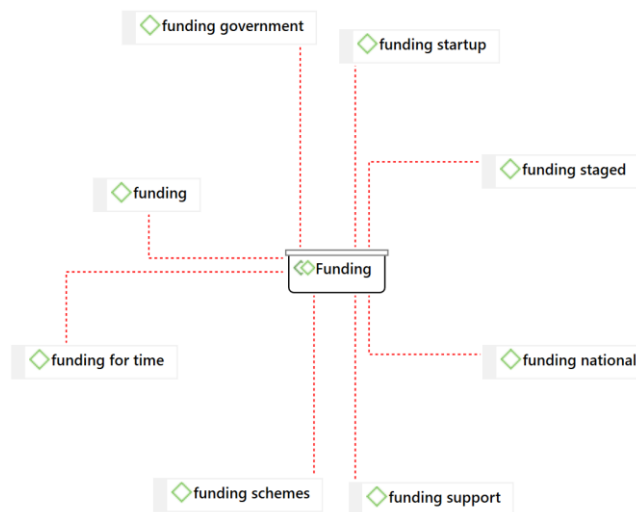 funding government
funding startup
funding staged
funding
Funding
funding for time
funding national
funding schemes
funding support